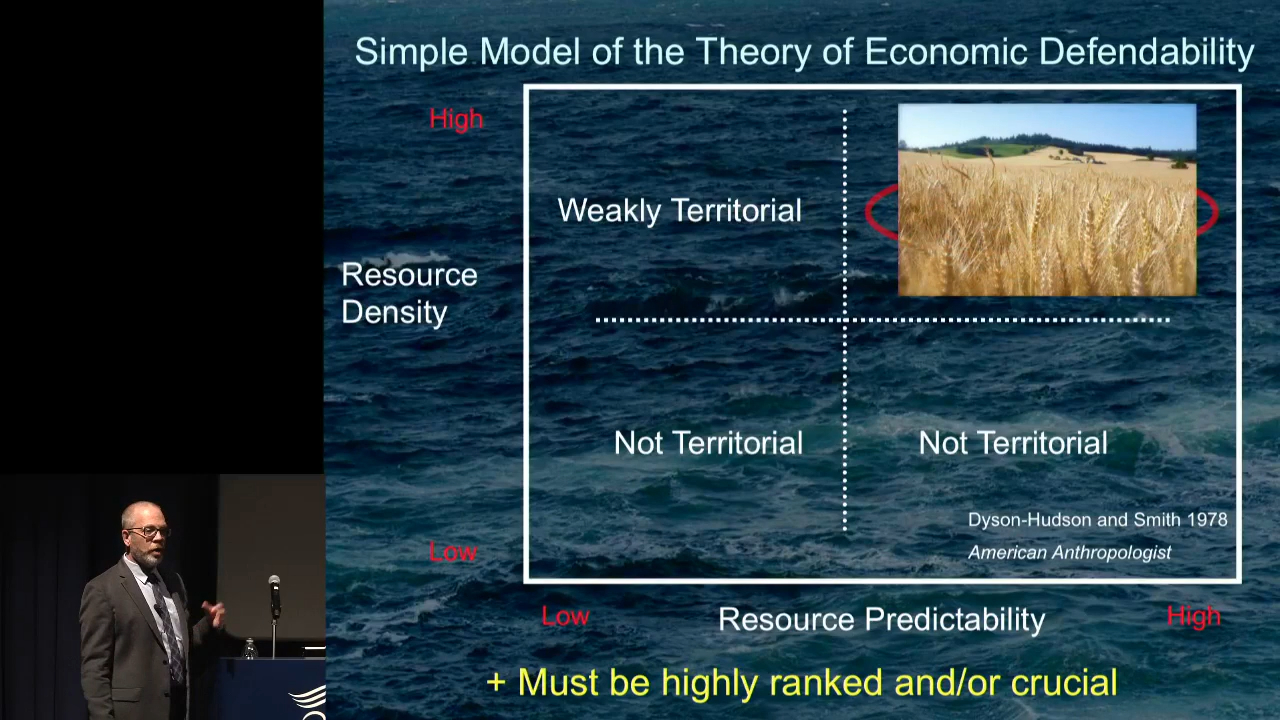 Simple Model of the Theory of Economic Defendability
High
Weakly Territorial
Resource
Density
Not Territorial
Not Territorial
Dyson-Hudson and Smith 1978
American Anthropologist
Low
Low
Resource Predictability
High
+ Must be highly ranked and/or crucial